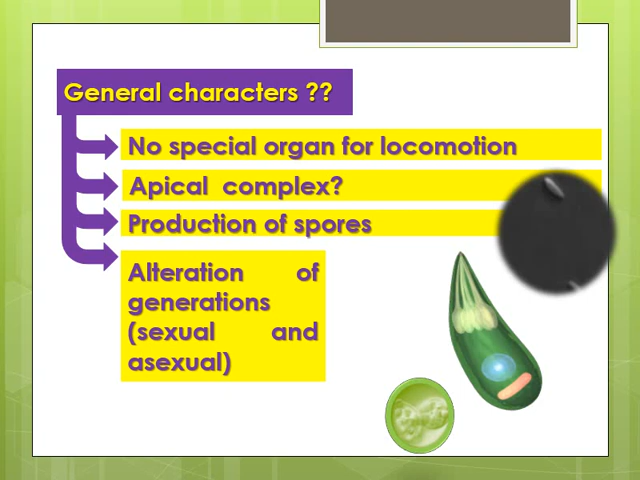 General characters ??
No special organ for locomotion
Apical complex?
Production of spores
Alteration of
generations
(sexual and
asexual)